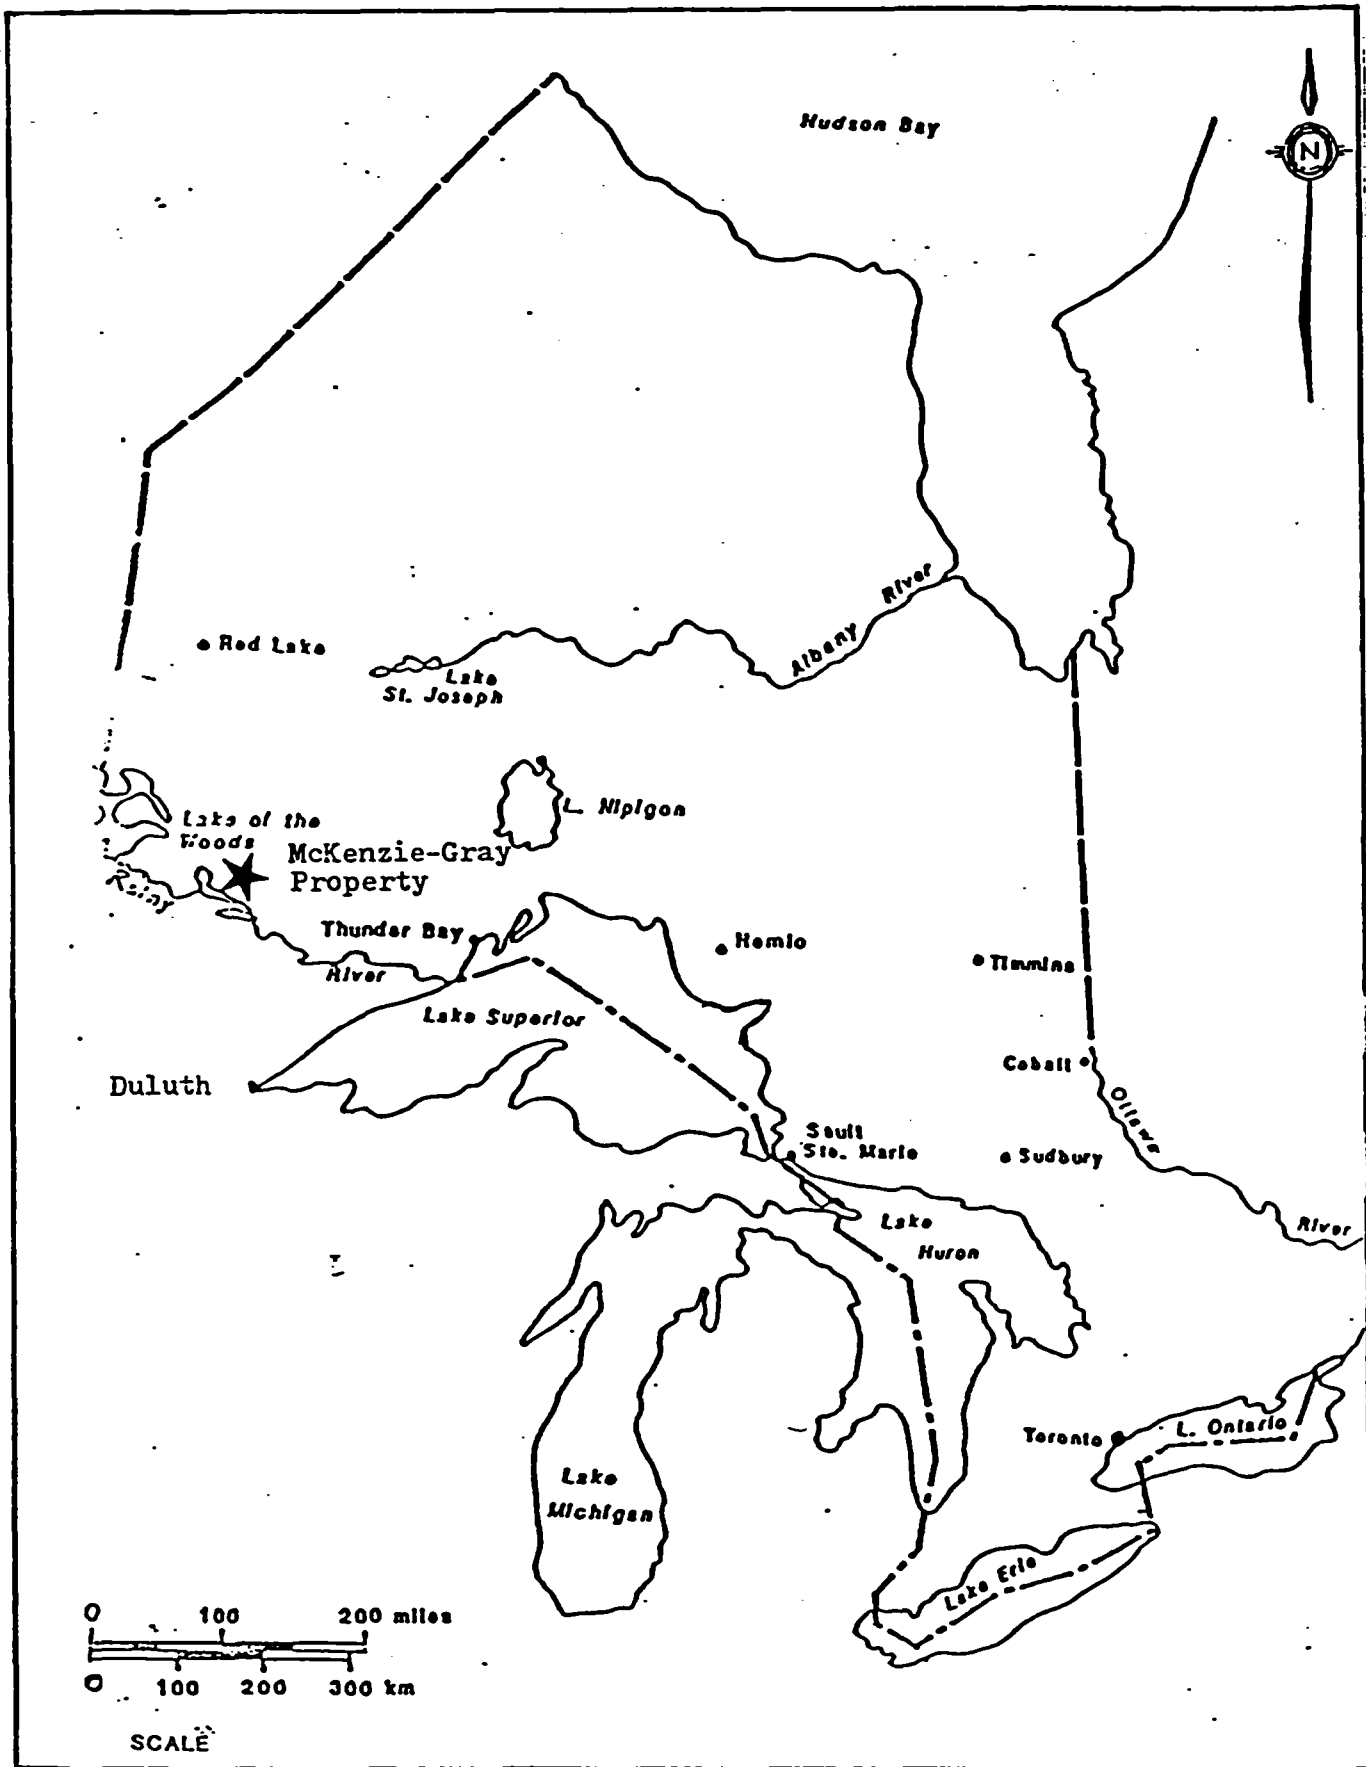 Hudson Bay
N
River
Albany
Red Lake
Lake
St. Joseph
L. Nipigon
Lake of the
Woods
McKenzie-Gray
Property
Rainy
Thunder Bay
Hemlo
Timmins
River
Lake Superior
Cobalt
Duluth
Ottawa
Sault
Ste. Marie
Sudbury
Lake
Huron
River
Toronto
L. Ontario
Lake
Michigan
Lake Erie
0 100 200 miles
0 100 200 300 km
SCALE